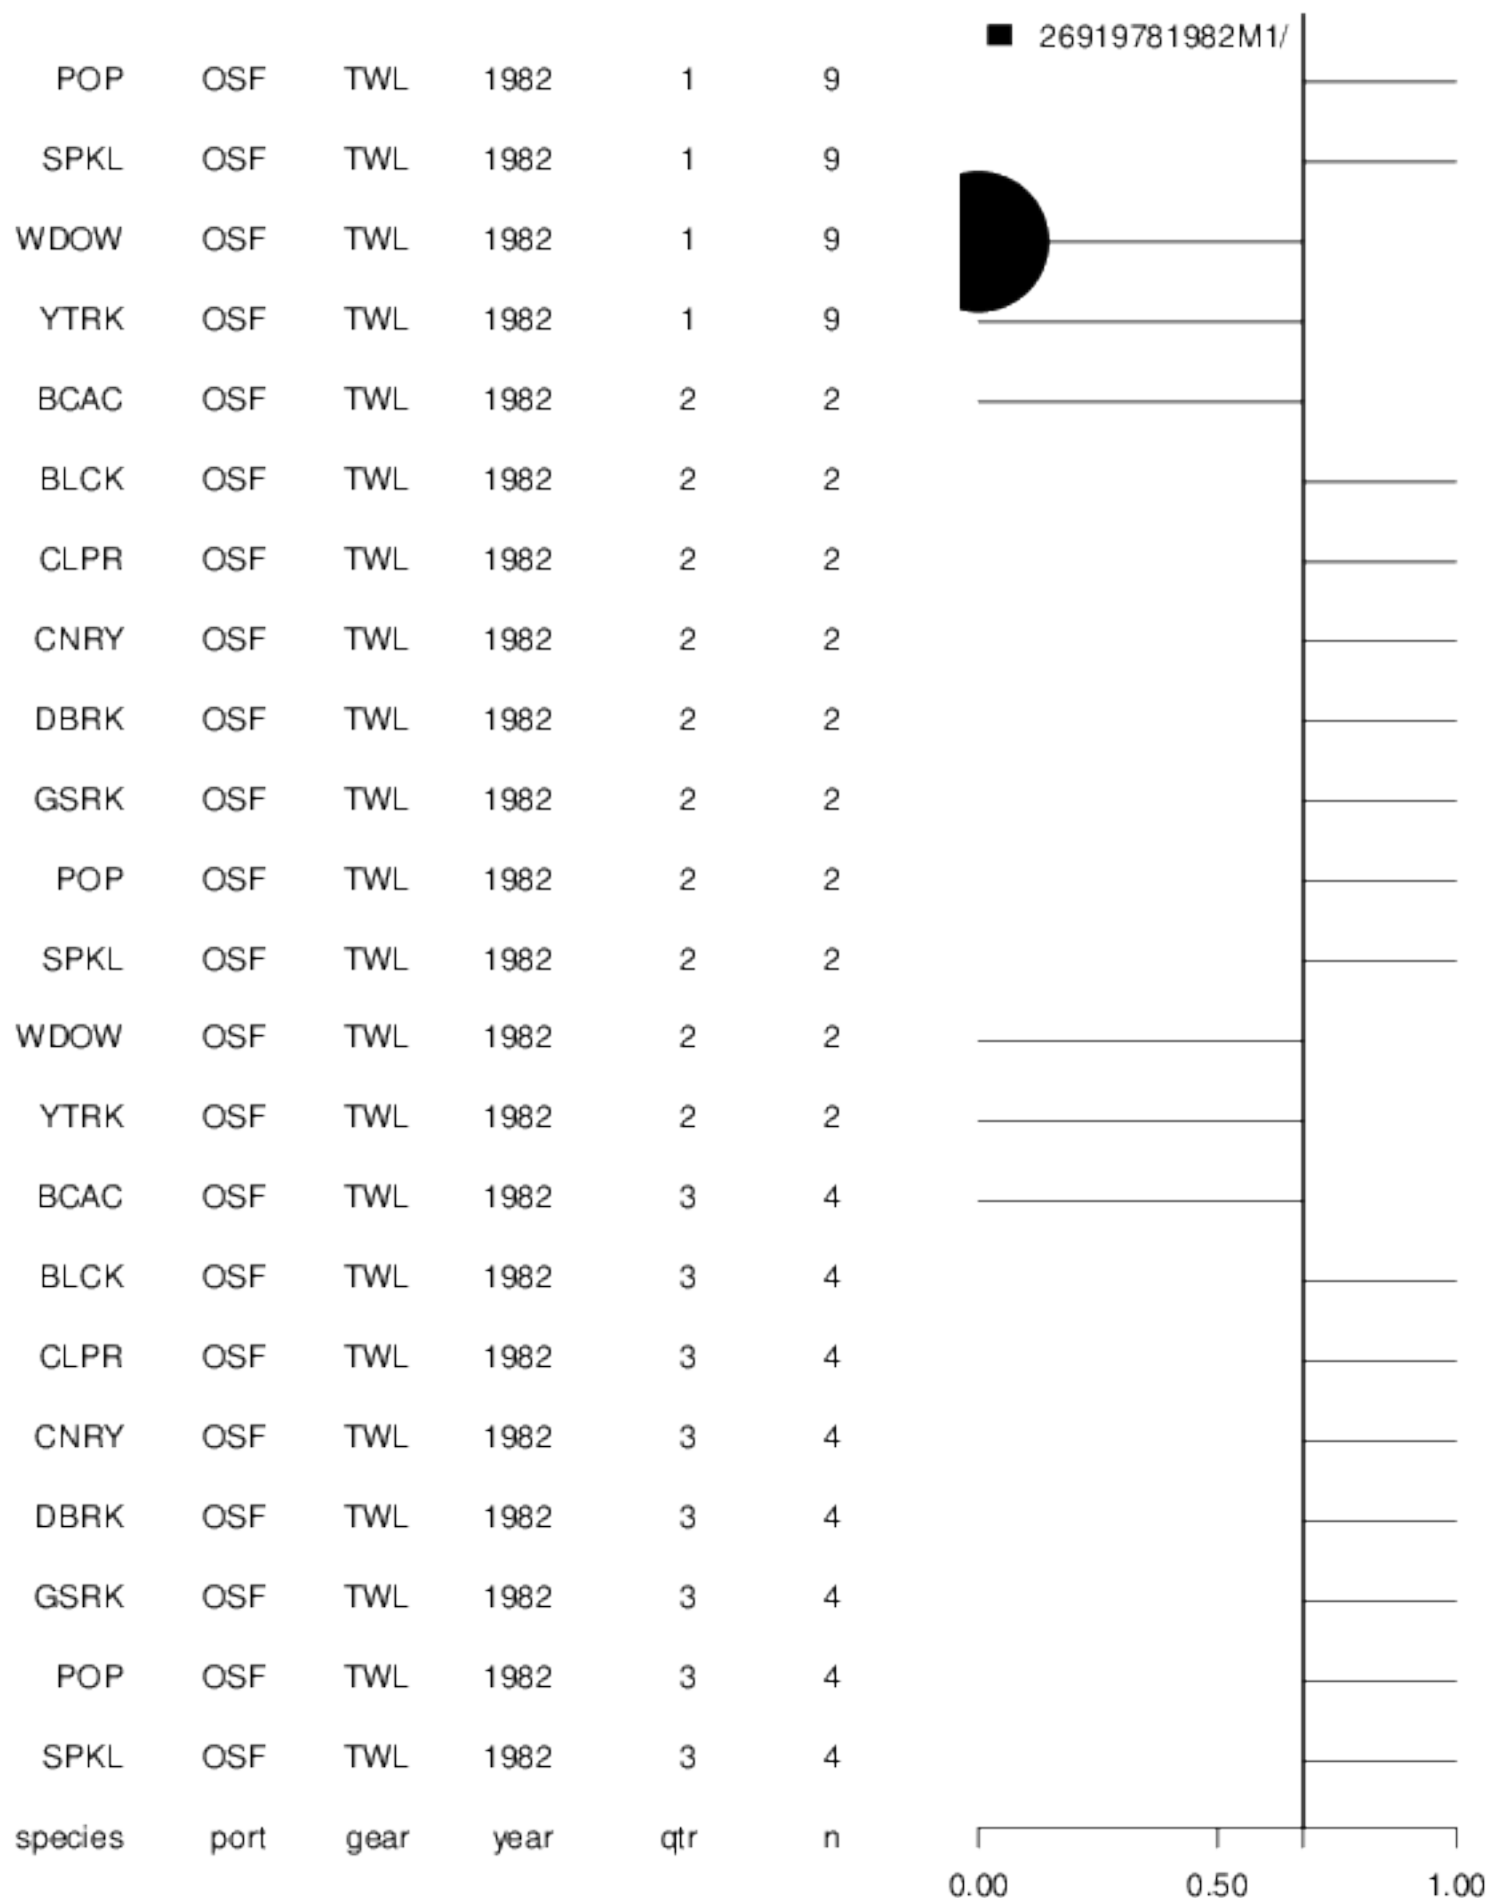 26919781982M1/
POP OSF TWL 1982 1 9
SPKL OSF TWL 1982 1 9
WDOW OSF TWL 1982 1 9
YTRK OSF TWL 1982 1 9
BCAC OSF TWL 1982 2 2
BLCK OSF TWL 1982 2 2
CLPR OSF TWL 1982 2 2
CNRY OSF TWL 1982 2 2
DBRK OSF TWL 1982 2 2
GSRK OSF TWL 1982 2 2
POP OSF TWL 1982 2 2
SPKL OSF TWL 1982 2 2
WDOW OSF TWL 1982 2 2
YTRK OSF TWL 1982 2 2
BCAC OSF TWL 1982 3 4
BLCK OSF TWL 1982 3 4
CLPR OSF TWL 1982 3 4
CNRY OSF TWL 1982 3 4
DBRK OSF TWL 1982 3 4
GSRK OSF TWL 1982 3 4
POP OSF TWL 1982 3 4
SPKL OSF TWL 1982 3 4
species port gear year qtr n
0.00 0.50 1.00